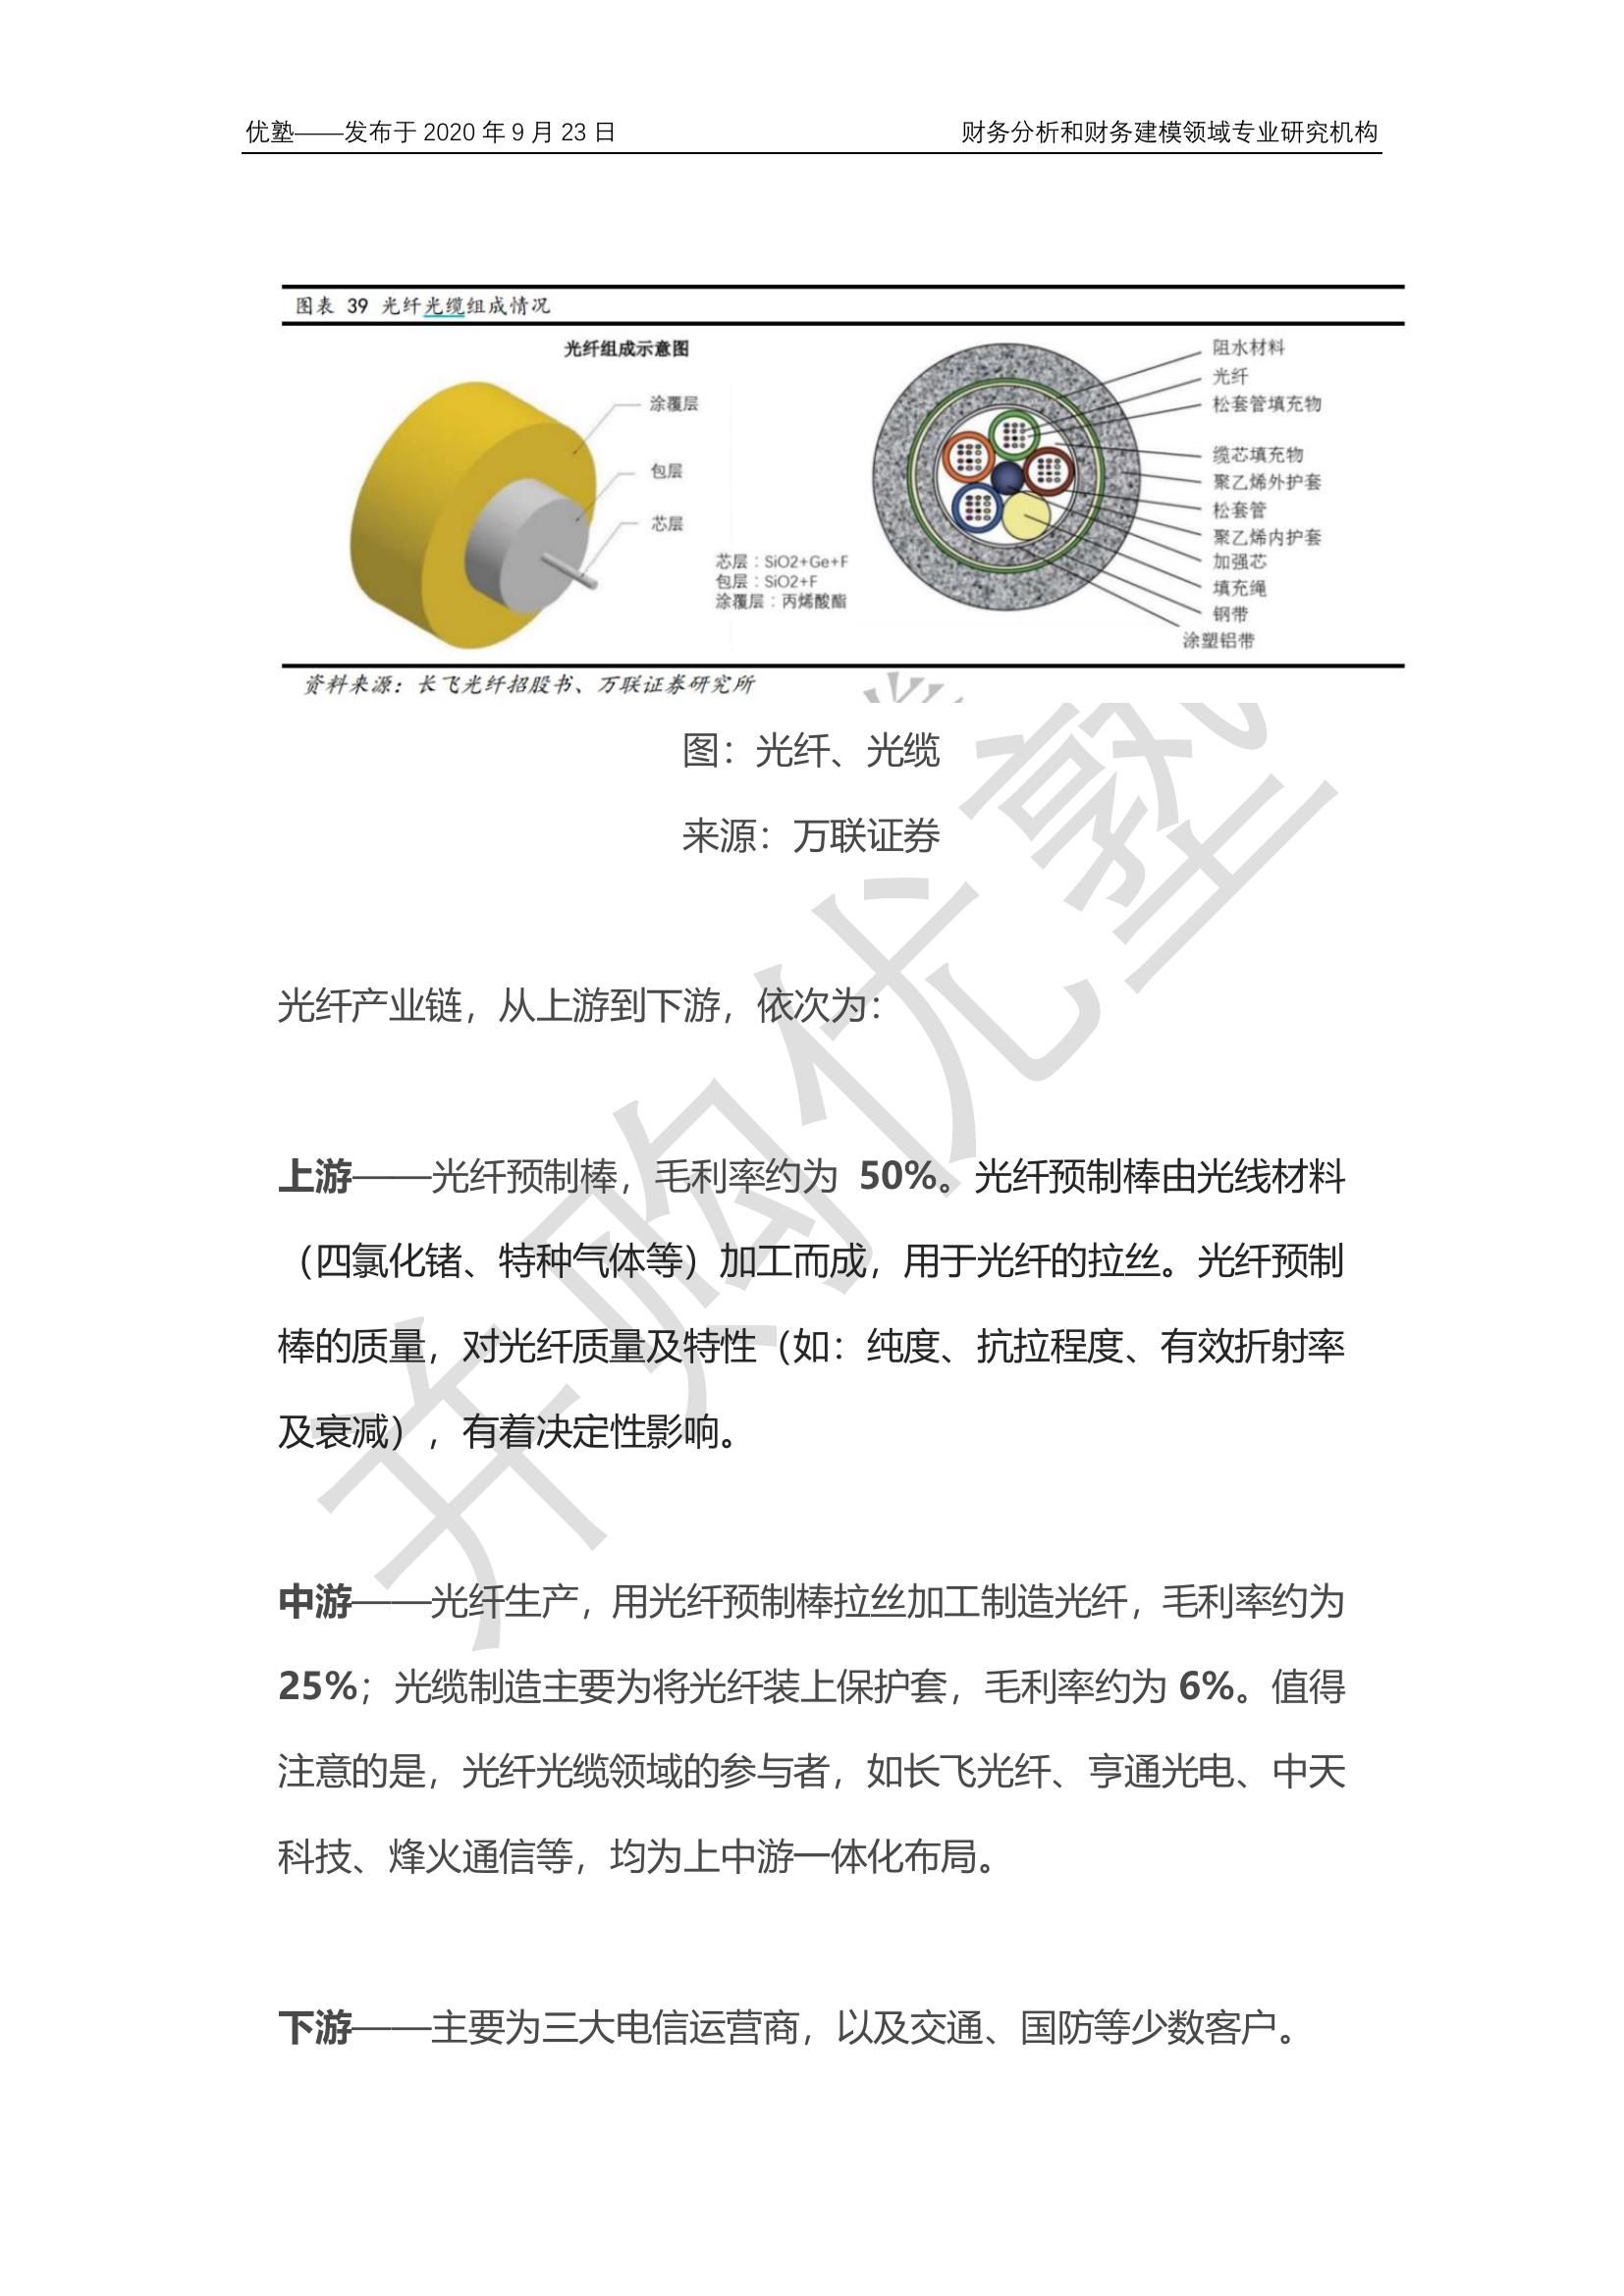 优塾——发布于 2020 年 9 月 23 日
财务分析和财务建模领域专业研究机构
图表 39 光纤光缆组成情况
光纤组成示意图
涂覆层
包层
芯层
芯层：SiO2+Ge+F
包层：SiO2+F
涂覆层：丙烯酸酯
阻水材料
光纤
松套管填充物
缆芯填充物
聚乙烯外护套
松套管
聚乙烯内护套
加强芯
填充绳
钢带
涂塑铝带
资料来源：长飞光纤招股书、万联证券研究所
图：光纤、光缆
来源：万联证券
光纤产业链，从上游到下游，依次为：
上游——光纤预制棒，毛利率约为 50%。光纤预制棒由光线材料
（四氯化锗、特种气体等）加工而成，用于光纤的拉丝。光纤预制
棒的质量，对光纤质量及特性（如：纯度、抗拉程度、有效折射率
及衰减），有着决定性影响。
中游——光纤生产，用光纤预制棒拉丝加工制造光纤，毛利率约为
25%；光缆制造主要为将光纤装上保护套，毛利率约为 6%。值得
注意的是，光纤光缆领域的参与者，如长飞光纤、亨通光电、中天
科技、烽火通信等，均为上中游一体化布局。
下游——主要为三大电信运营商，以及交通、国防等少数客户。
并购优塾